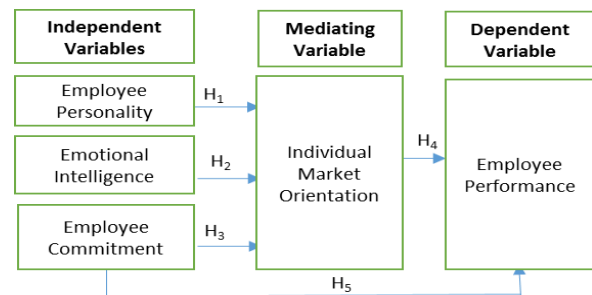 Independent
Variables
Mediating
Variable
Dependent
Variable
Employee
Personality
H₁
Emotional
Intelligence
H₂
Employee
Commitment
H₃
Individual
Market
Orientation
H₄
Employee
Performance
H₅